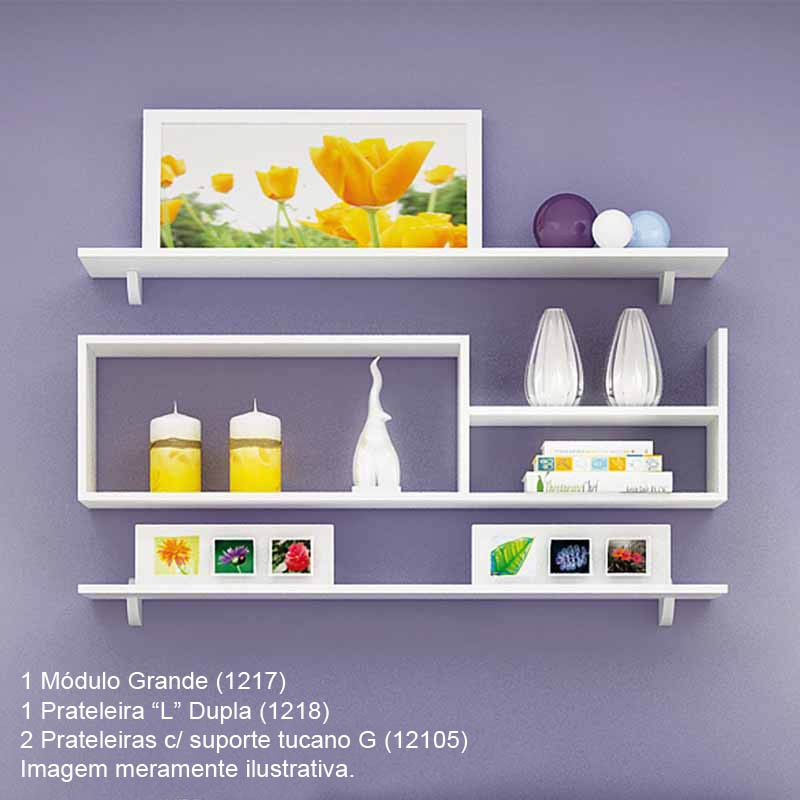 1 Módulo Grande (1217)
1 Prateleira “L” Dupla (1218)
2 Prateleiras c/ suporte tucano G (12105)
Imagem meramente ilustrativa.